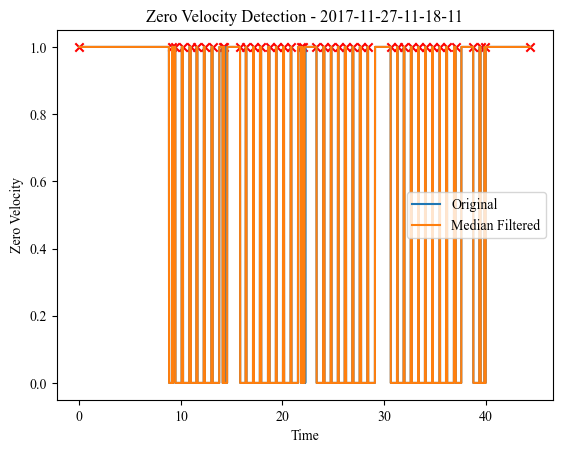 Zero Velocity Detection - 2017-11-27-11-18-11
1.0
0.8
0.6
0.4
0.2
0.0
Zero Velocity
Original
Median Filtered
0
10
20
30
40
Time